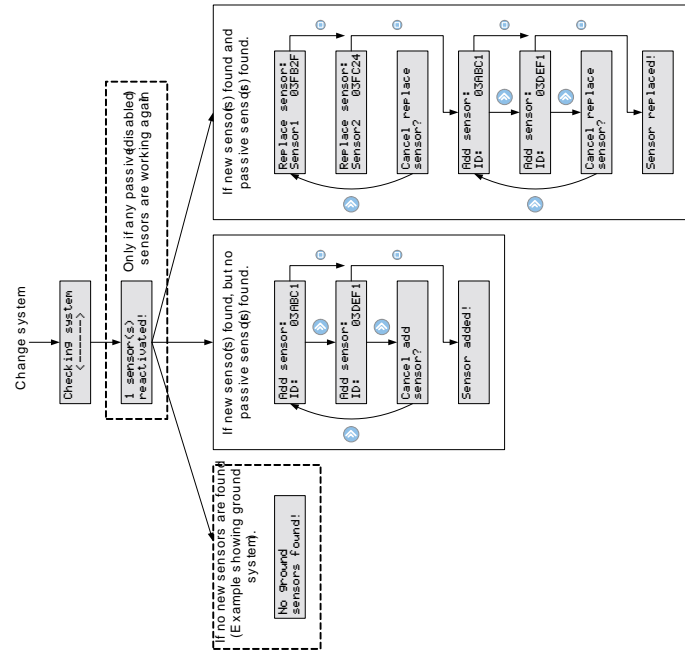 Change system
Checking system
<------>
1 sensor(s)
reactivated!
Only if any passive(disabled)
sensors are working again
If no new sensors are found
(Example showing ground
system).
No ground
sensors found!
If new senso(s) found, but no
passive sensd(s) found.
Add sensor:
ID: 03ABC1
Add sensor:
ID: 03DEF1
Cancel add
sensor?
Sensor added!
If new senso(s) found and
passive sensd(s) found.
Replace sensor:
Sensor1 03FB2F
Replace sensor:
Sensor2 03FC24
Cancel replace
sensor?
Add sensor:
ID: 03ABC1
Add sensor:
ID: 03DEF1
Cancel replace
sensor?
Sensor replaced!